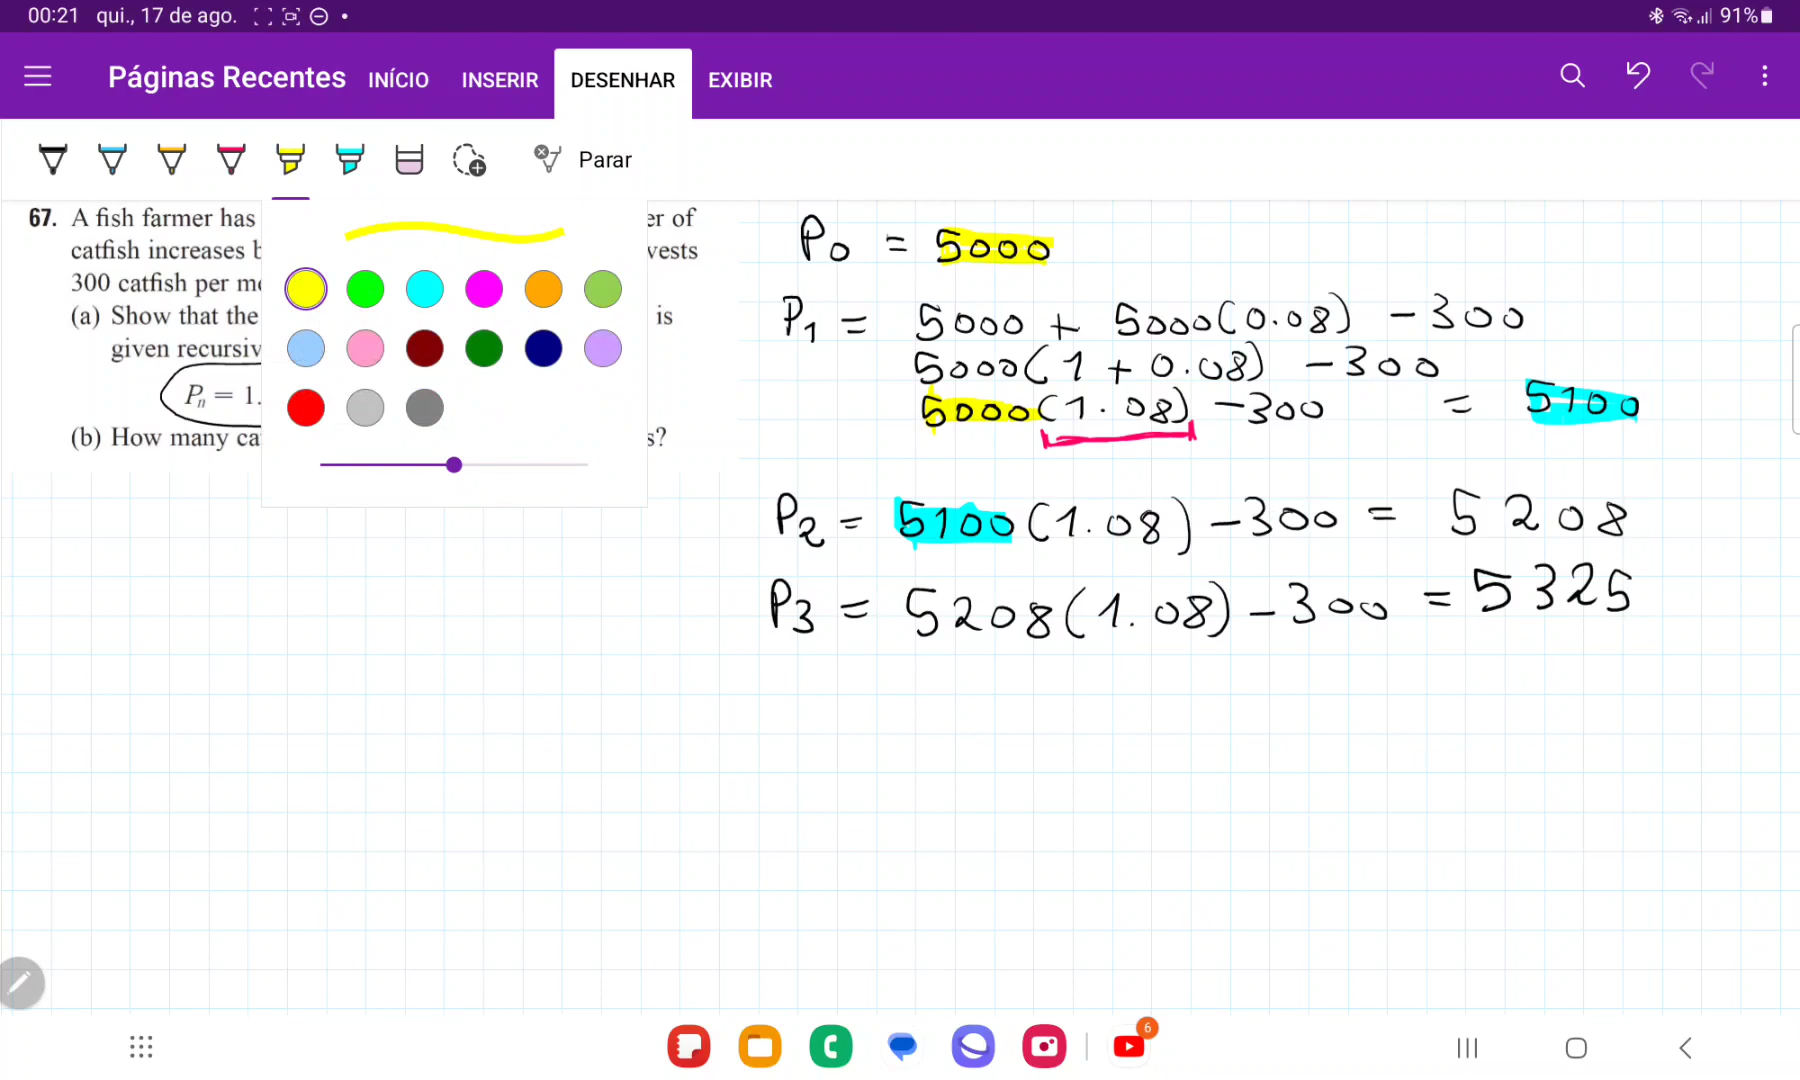 00:21 qui., 17 de ago.
91%
Páginas Recentes INÍCIO INSERIR DESENHAR EXIBIR
Parar
67. A fish farmer has er of
catfish increases b vests
300 catfish per mo
(a) Show that the is
given recursiv
Pn = 1.
(b) How many cat s?
P0 = 5000
P1 = 5000 + 5000(0.08) - 300
5000(1 + 0.08) - 300
5000(1.08) - 300 = 5100
P2 = 5100(1.08) - 300 = 5208
P3 = 5208(1.08) - 300 = 5325
6